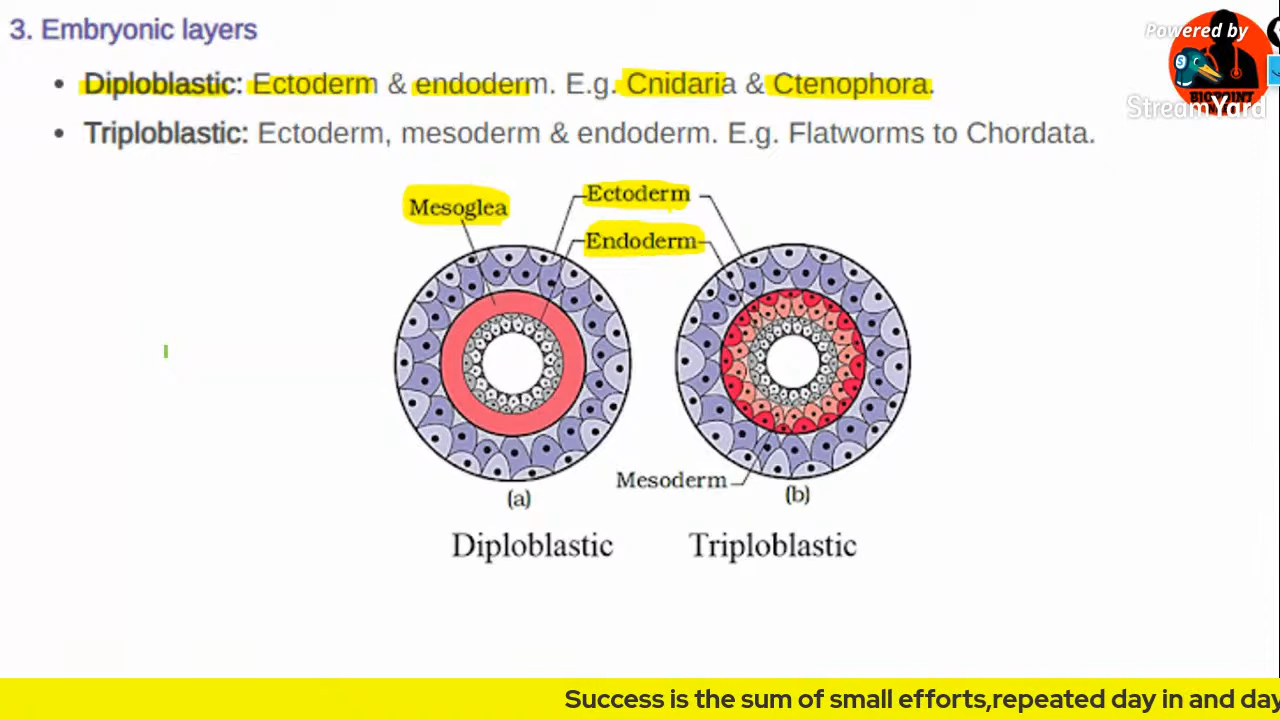 3. Embryonic layers
Powered by
• Diploblastic: Ectoderm & endoderm. E.g. Cnidaria & Ctenophora.
BIGPOINT
StreamYard
• Triploblastic: Ectoderm, mesoderm & endoderm. E.g. Flatworms to Chordata.
Mesoglea
Ectoderm
Endoderm
Mesoderm
(a)
(b)
Diploblastic
Triploblastic
Success is the sum of small efforts,repeated day in and day